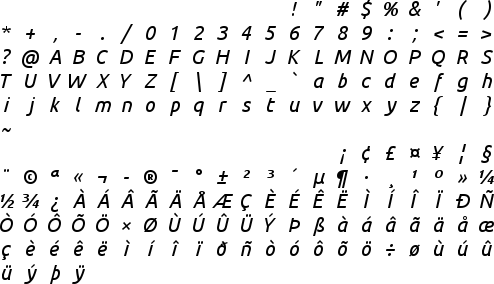 ! " # $ % & ' ( )
* + , - . / 0 1 2 3 4 5 6 7 8 9 : ; < = >
? @ A B C D E F G H I J K L M N O P Q R S
T U V W X Y Z [ \ ] ^ _ ` a b c d e f g h
i j k l m n o p q r s t u v w x y z { | }
~
¡ ¢ £ ¤ ¥ ¦ §
¨ © ª « ¬ - ® ¯ ° ± ² ³ ´ µ ¶ · ¸ ¹ º » ¼
½ ¾ ¿ À Á Â Ã Ä Å Æ Ç È É Ê Ë Ì Í Î Ï Ð Ñ
Ò Ó Ô Õ Ö × Ø Ù Ú Û Ü Ý Þ ß à á â ã ä å æ
ç è é ê ë ì í î ï ð ñ ò ó ô õ ö ÷ ø ù ú û
ü ý þ ÿ